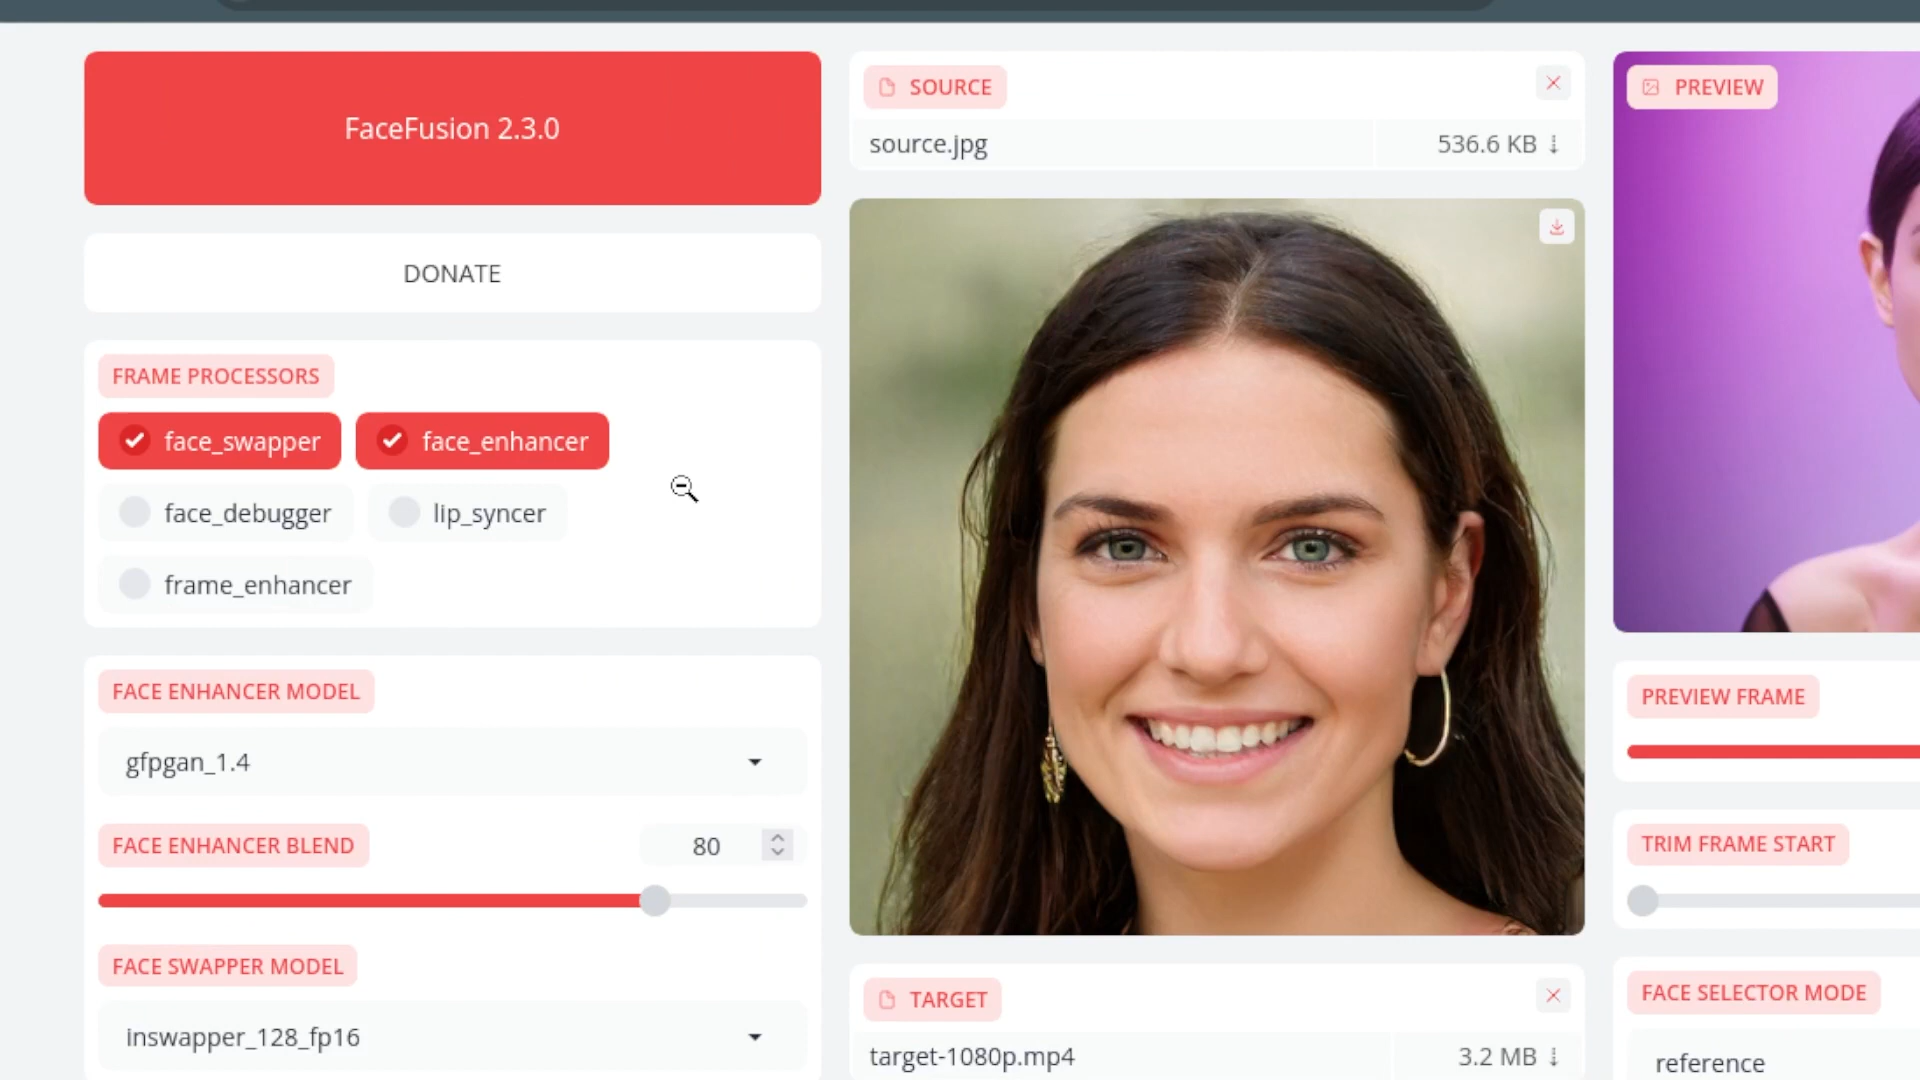 FaceFusion 2.3.0
DONATE
FRAME PROCESSORS
face_swapper
face_enhancer
face_debugger
lip_syncer
frame_enhancer
FACE ENHANCER MODEL
gfpgan_1.4
FACE ENHANCER BLEND
80
FACE SWAPPER MODEL
inswapper_128_fp16
SOURCE
source.jpg
536.6 KB ↓
TARGET
target-1080p.mp4
3.2 MB ↓
PREVIEW
PREVIEW FRAME
TRIM FRAME START
FACE SELECTOR MODE
reference